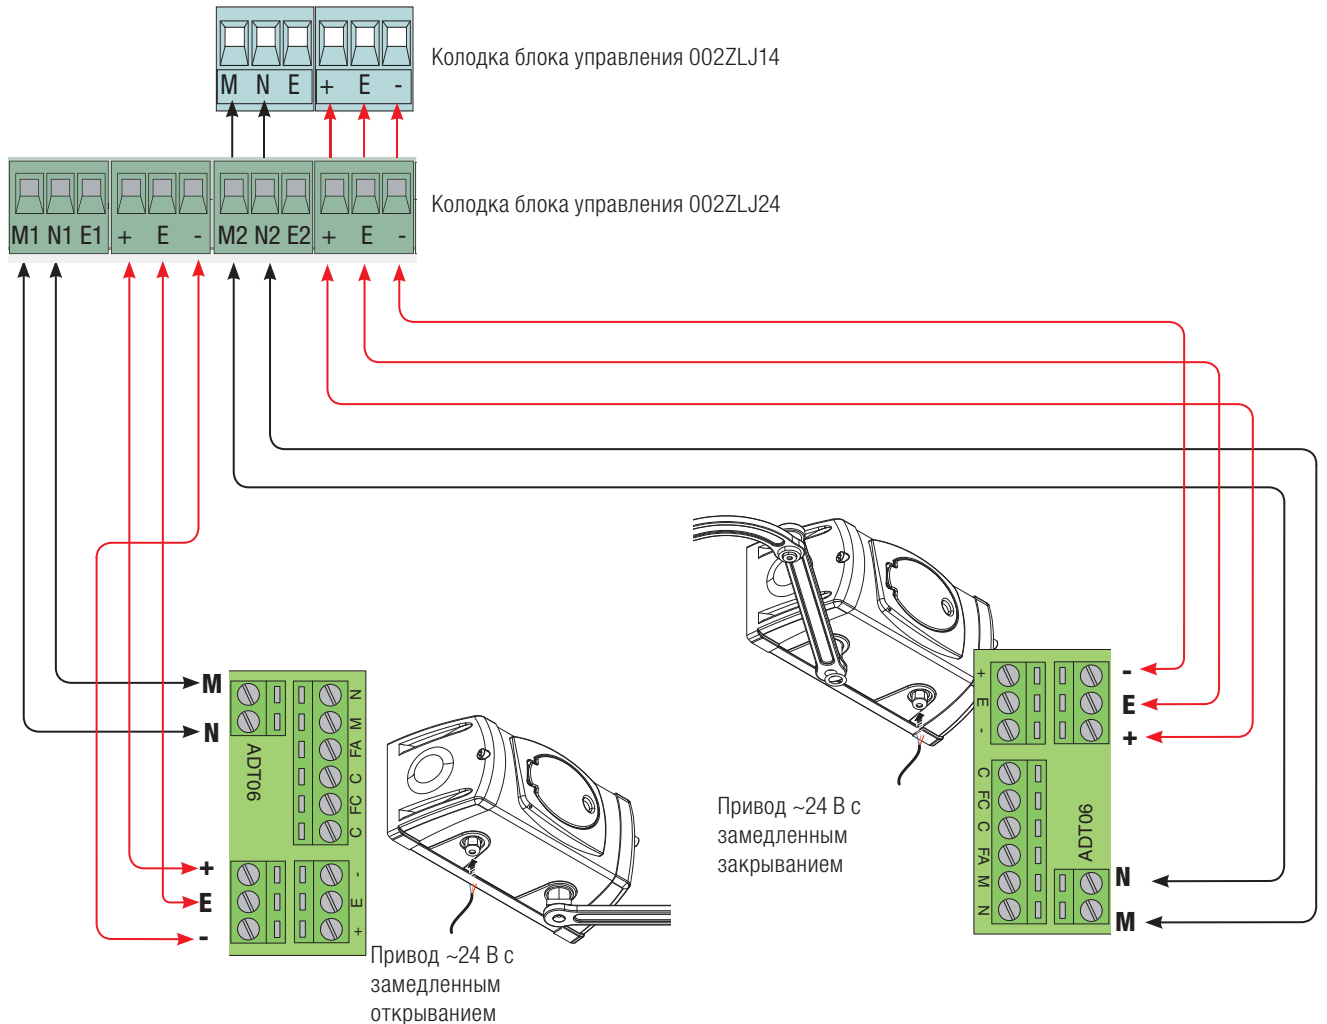 Колодка блока управления 002ZLJ14
M N E + E -
Колодка блока управления 002ZLJ24
M1 N1 E1 + E - M2 N2 E2 + E -
M
N
ADT06
N
M
FA
C
FC
C
+
E
-
-
E
+
Привод ~24 В с
замедленным
открыванием
+
E
-
-
E
+
C
FC
C
FA
M
N
ADT06
N
M
Привод ~24 В с
замедленным
закрыванием